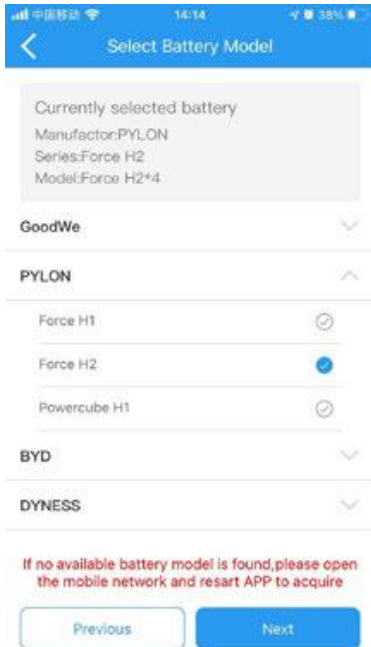 中国移动 14:14 38%
Select Battery Model
Currently selected battery
Manufactor:PYLON
Series:Force H2
Model:Force H2*4
GoodWe
PYLON
Force H1
Force H2
Powercube H1
BYD
DYNESS
If no available battery model is found,please open
the mobile network and resart APP to acquire
Previous Next